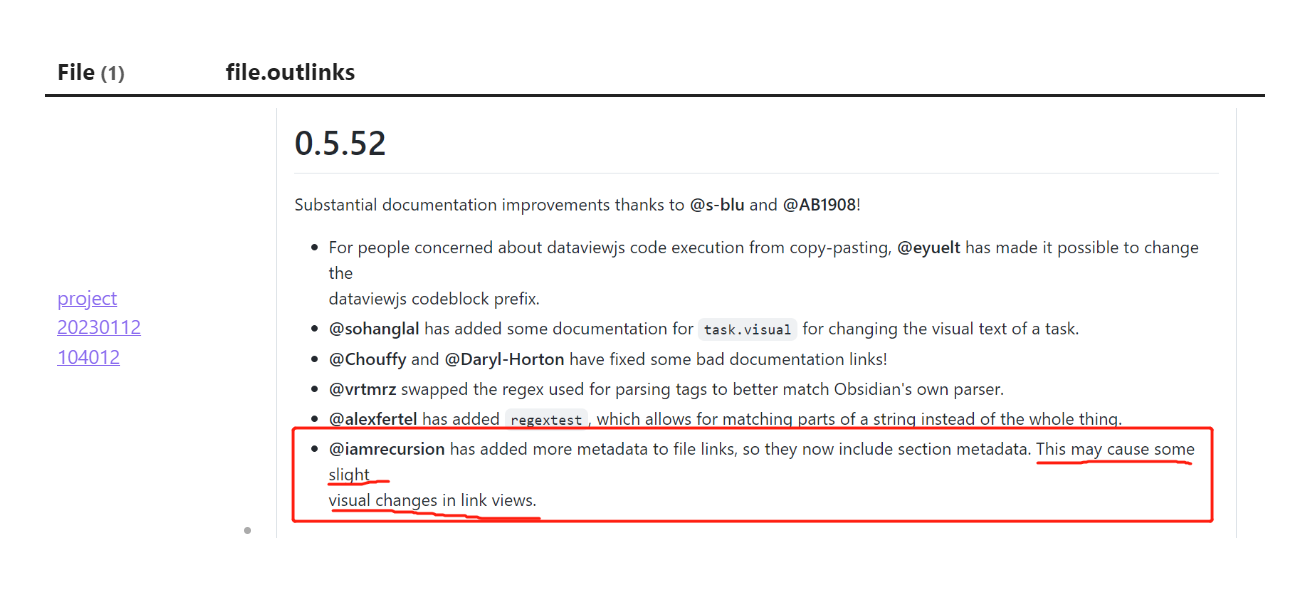 File (1) file.outlinks
0.5.52
Substantial documentation improvements thanks to @s-blu and @AB1908!
For people concerned about dataviewjs code execution from copy-pasting, @eyuelt has made it possible to change
the
dataviewjs codeblock prefix.
project
20230112
104012
@sohanglal has added some documentation for task.visual for changing the visual text of a task.
@Chouffy and @Daryl-Horton have fixed some bad documentation links!
@vrtmrz swapped the regex used for parsing tags to better match Obsidian's own parser.
@alexfertel has added regextest, which allows for matching parts of a string instead of the whole thing.
@iamrecursion has added more metadata to file links, so they now include section metadata. This may cause some
slight
visual changes in link views.